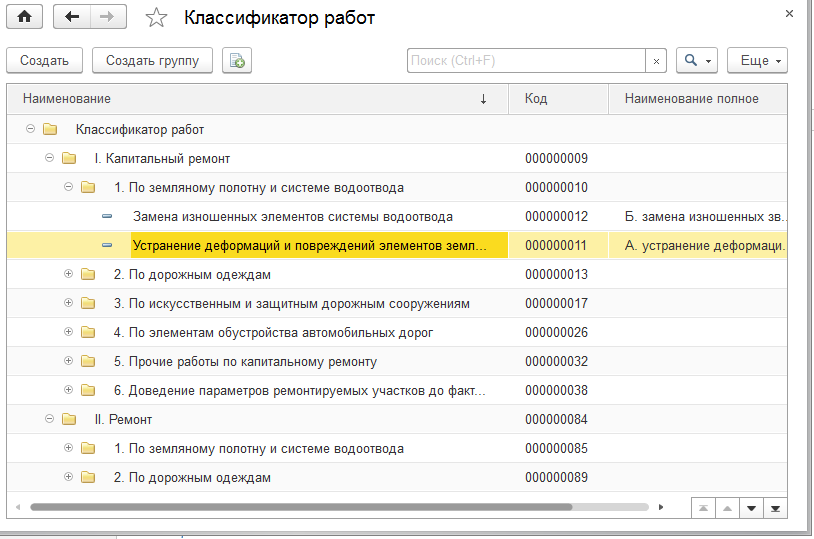 Классификатор работ
Создать Создать группу Поиск (Ctrl+F) Еще
Наименование Код Наименование полное
Классификатор работ
I. Капитальный ремонт 000000009
1. По земляному полотну и системе водоотвода 000000010
Замена изношенных элементов системы водоотвода 000000012 Б. замена изношенных зв..
Устранение деформаций и повреждений элементов земл... 000000011 А. устранение деформаци..
2. По дорожным одеждам 000000013
3. По искусственным и защитным дорожным сооружениям 000000017
4. По элементам обустройства автомобильных дорог 000000026
5. Прочие работы по капитальному ремонту 000000032
6. Доведение параметров ремонтируемых участков до факт... 000000038
II. Ремонт 000000084
1. По земляному полотну и системе водоотвода 000000085
2. По дорожным одеждам 000000089